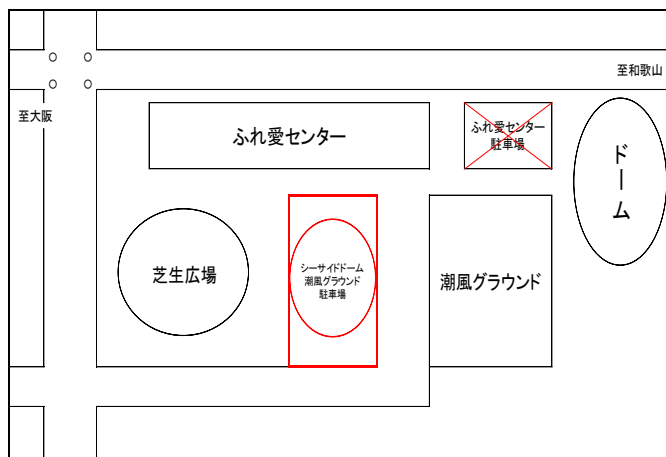 至和歌山
至大阪
ふれ愛センター
ふれ愛センター
駐車場
ドーム
芝生広場
シーサイドドーム
潮風グラウンド
駐車場
潮風グラウンド